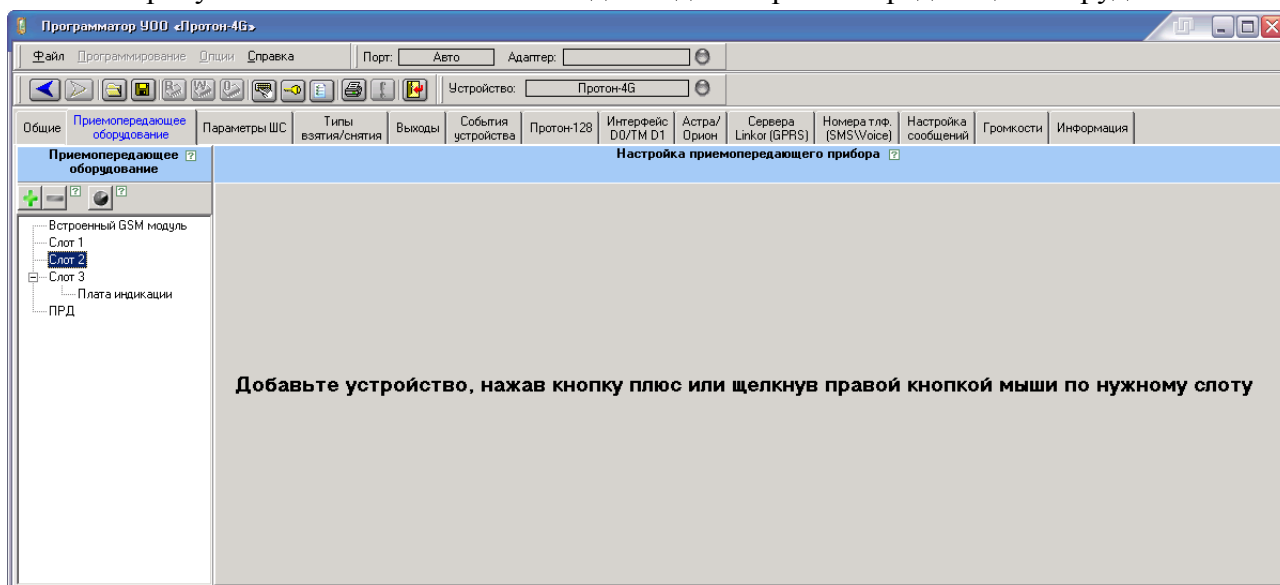 Программатор УОО «Протон-4G»
Файл Программирование Опции Справка Порт: Авто Адаптер:
Устройство: Протон-4G
Общие
Приемопередающее
оборудование
Параметры ШС
Типы
взятия/снятия
Выходы
События
устройства
Протон-128
Интерфейс
D0/TM D1
Астра/
Орион
Сервера
Linkor (GPRS)
Номера тлф.
(SMS\Voice)
Настройка
сообщений
Громкости
Информация
Приемопередающее ?
оборудование
Настройка приемопередающего прибора ?
? ?
Встроенный GSM модуль
Слот 1
Слот 2
Слот 3
Плата индикации
ПРД
Добавьте устройство, нажав кнопку плюс или щелкнув правой кнопкой мыши по нужному слоту